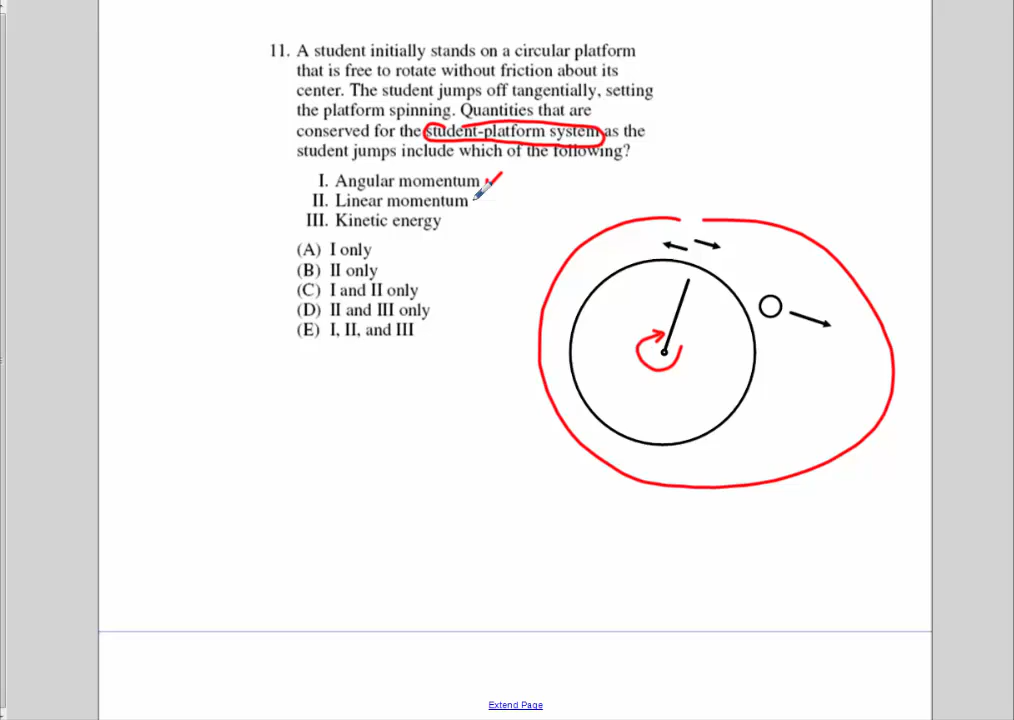 11. A student initially stands on a circular platform
that is free to rotate without friction about its
center. The student jumps off tangentially, setting
the platform spinning. Quantities that are
conserved for the student-platform system as the
student jumps include which of the following?
I. Angular momentum
II. Linear momentum
III. Kinetic energy
(A) I only
(B) II only
(C) I and II only
(D) II and III only
(E) I, II, and III
Extend Page